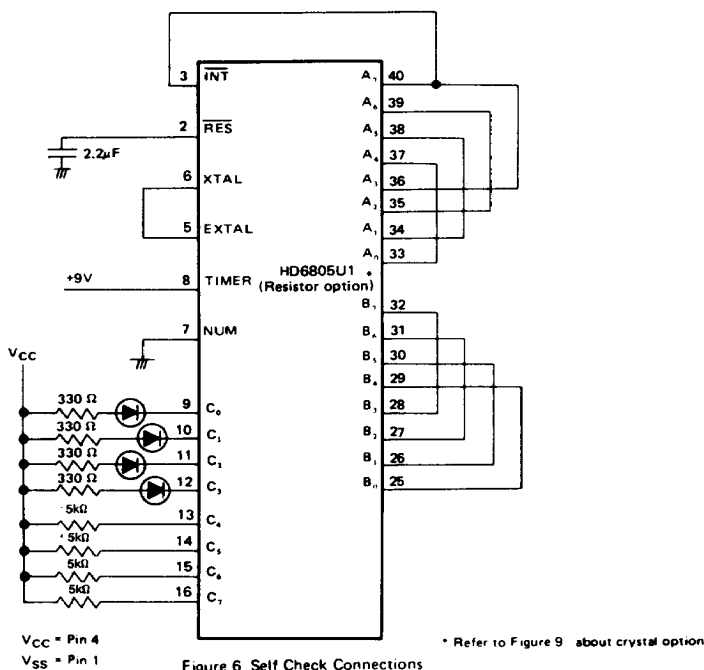 3 INT A7 40
A6 39
2 RES A5 38
2.2μF A4 37
6 XTAL A3 36
A2 35
5 EXTAL A1 34
A0 33
+9V 8 TIMER HD6805U1 *
(Resistor option)
B7 32
7 NUM B6 31
VCC B5 30
B4 29
330 Ω 9 C0 B3 28
330 Ω 10 C1 B2 27
330 Ω 11 C2 B1 26
330 Ω 12 C3 B0 25
5kΩ 13 C4
5kΩ 14 C5
5kΩ 15 C6
5kΩ 16 C7
VCC = Pin 4
VSS = Pin 1
* Refer to Figure 9 about crystal option
Figure 6 Self Check Connections